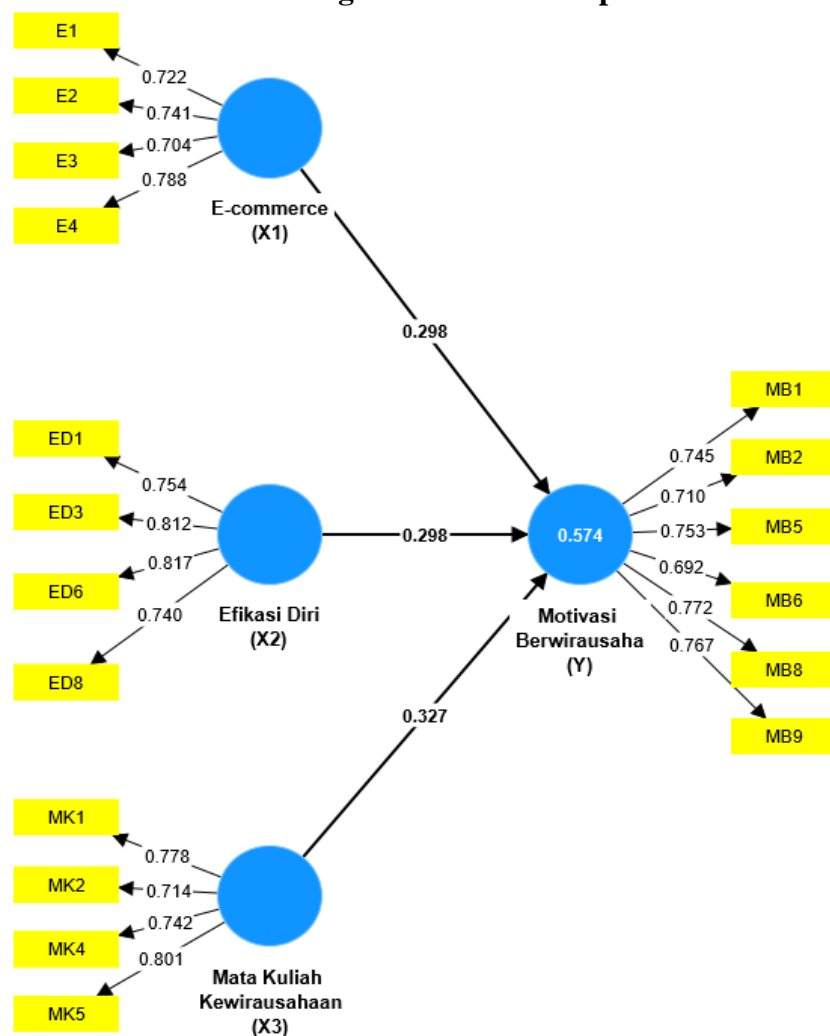 E1
0.722
E2
0.741
E3
0.704
0.788
E4
E-commerce
(X1)
0.298
ED1
0.754
ED3
0.812
ED6
0.817
0.740
ED8
Efikasi Diri
(X2)
0.298
0.574
Motivasi
Berwirausaha
(Y)
MB1
0.745
MB2
0.710
MB5
0.753
0.692
MB6
0.772
0.767
MB8
MB9
0.327
MK1
0.778
MK2
0.714
0.742
MK4
0.801
MK5
Mata Kuliah
Kewirausahaan
(X3)